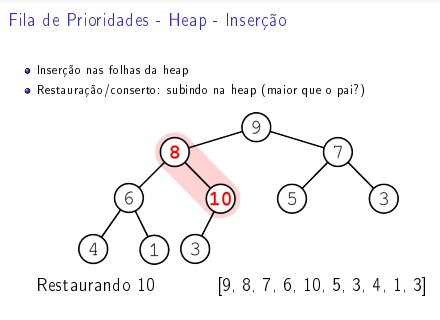 Fila de Prioridades - Heap - Inserção
Inserção nas folhas da heap
Restauração/conserto: subindo na heap (maior que o pai?)
9
8 7
6 10 5 3
4 1 3
Restaurando 10 [9, 8, 7, 6, 10, 5, 3, 4, 1, 3]